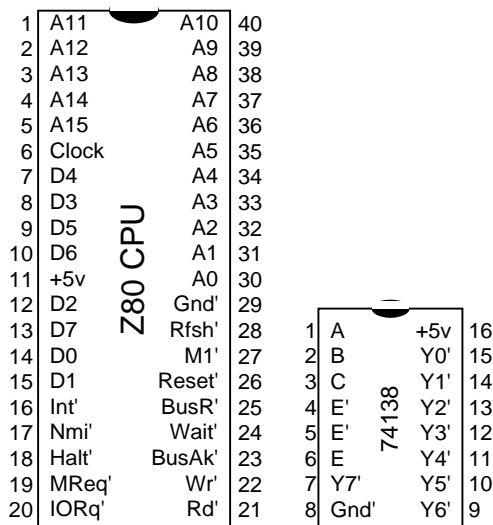 1 A11 A10 40
2 A12 A9 39
3 A13 A8 38
4 A14 A7 37
5 A15 A6 36
6 Clock A5 35
7 D4 A4 34
8 D3 A3 33
9 D5 A2 32
10 D6 A1 31
11 +5v A0 30
12 D2 Gnd' 29
13 D7 Rfsh' 28
14 D0 M1' 27
15 D1 Reset' 26
16 Int' BusR' 25
17 Nmi' Wait' 24
18 Halt' BusAk' 23
19 MReq' Wr' 22
20 IORq' Rd' 21
Z80 CPU
1 A +5v 16
2 B Y0' 15
3 C Y1' 14
4 E' Y2' 13
5 E' Y3' 12
6 E Y4' 11
7 Y7' Y5' 10
8 Gnd' Y6' 9
74138